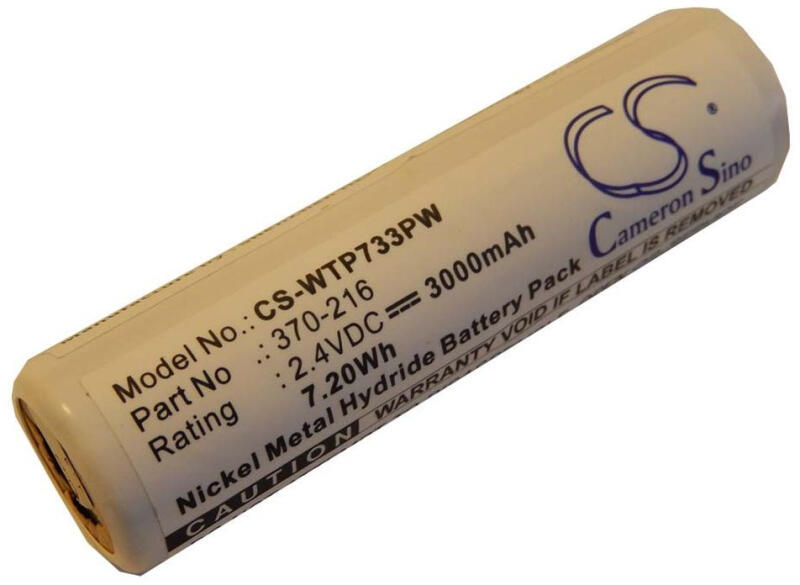 CS
®
Cameron Sino
Model No.: CS-WTP733PW
Part No : 370-216
Rating : 2.4VDC ⎓ 3000mAh
7.20Wh
Nickel Metal Hydride Battery Pack
CAUTION
WARRANTY VOID IF LABEL IS REMOVED